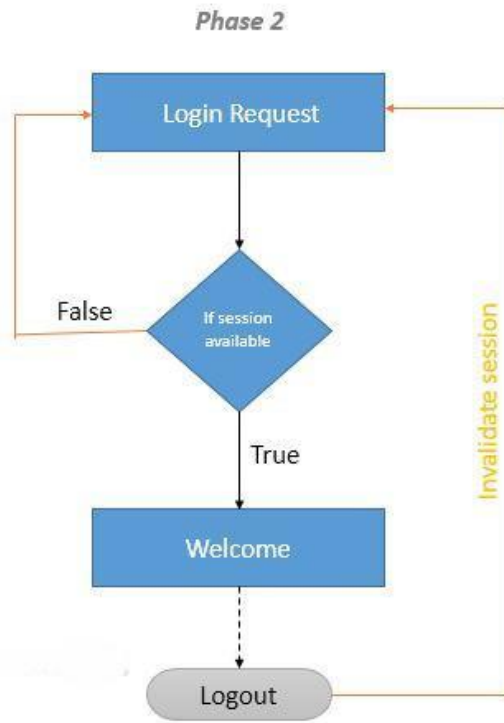 Phase 2
Login Request
False
If session
available
True
Invalidate session
Welcome
Logout